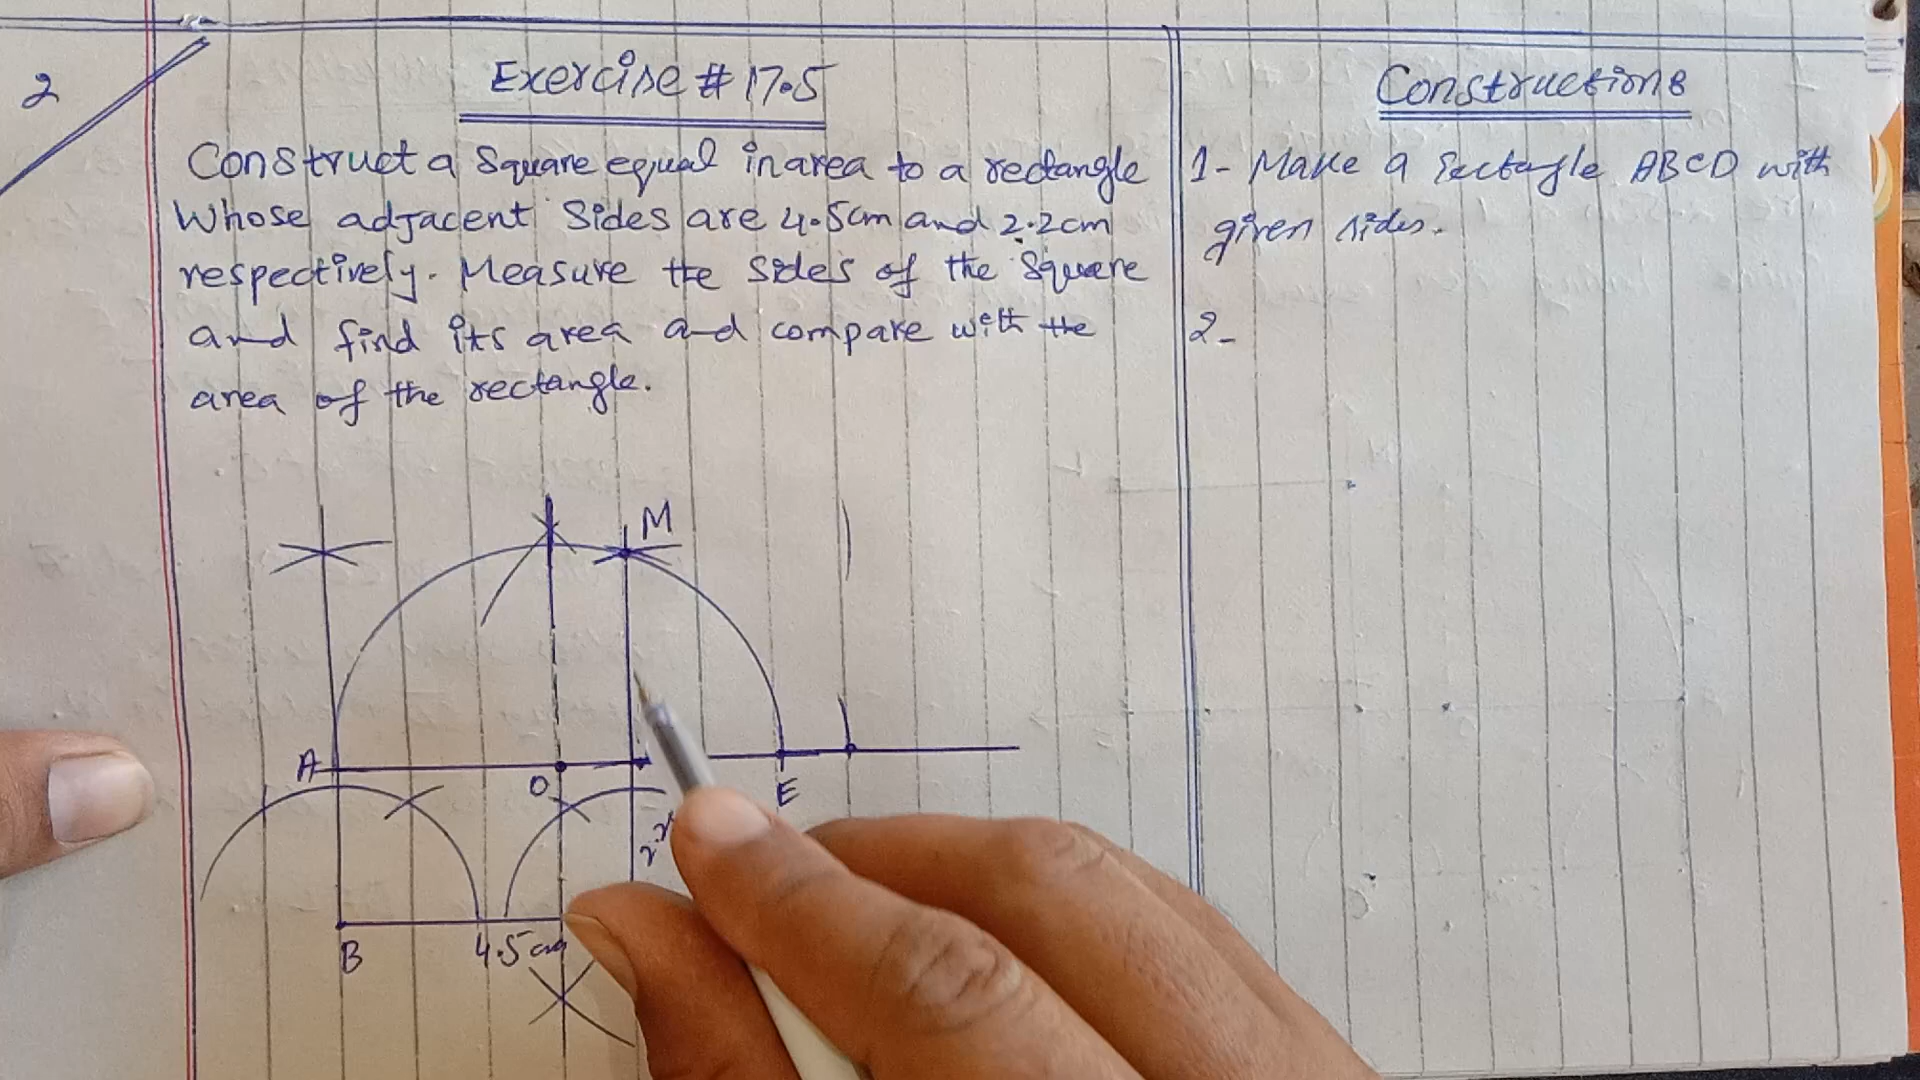 2
Exercise # 17.5
Construct a Square equal in area to a rectangle
Whose adjacent Sides are 4.5cm and 2.2cm
respectively. Measure the Sides of the Square
and find its area and compare with the
area of the rectangle.
Constructions
1- Make a rectangle ABCD with
given sides.
2-
M
A
O
E
B
4.5cm